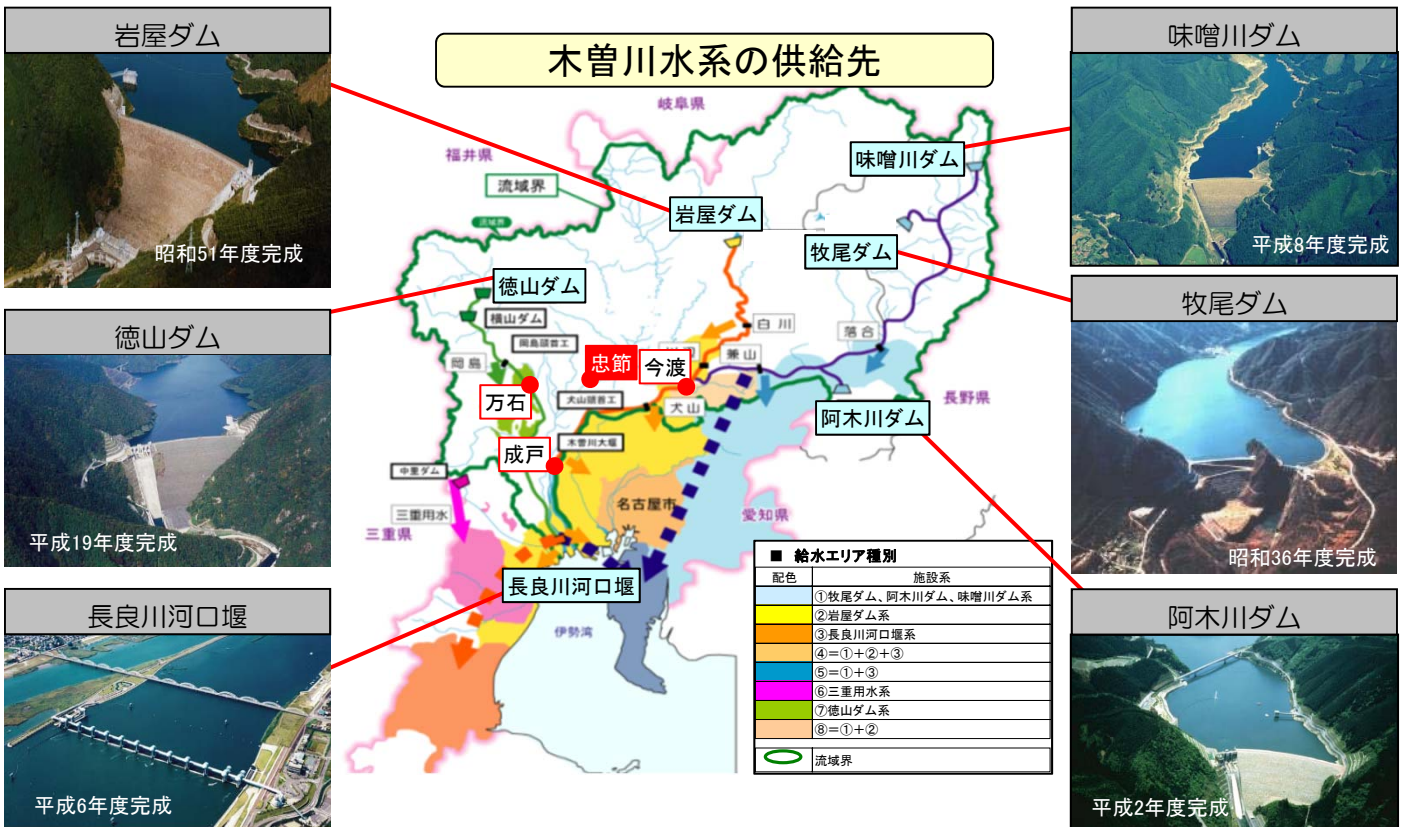 木曽川水系の供給先
岩屋ダム
昭和51年度完成
徳山ダム
平成19年度完成
長良川河口堰
平成6年度完成
味噌川ダム
平成8年度完成
牧尾ダム
昭和36年度完成
阿木川ダム
平成2年度完成
岐阜県
福井県
流域界
流域界
味噌川ダム
岩屋ダム
牧尾ダム
徳山ダム
横山ダム
岡島頭首工
岡島
白川
落合
兼山
忠節
今渡
万石
犬山頭首工
犬山
阿木川ダム
長野県
成戸
木曽川大堰
中里ダム
三重用水
三重県
名古屋市
愛知県
長良川河口堰
伊勢湾
■ 給水エリア種別
配色 施設系
①牧尾ダム、阿木川ダム、味噌川ダム系
②岩屋ダム系
③長良川河口堰系
④=①+②+③
⑤=①+③
⑥三重用水系
⑦徳山ダム系
⑧=①+②
流域界